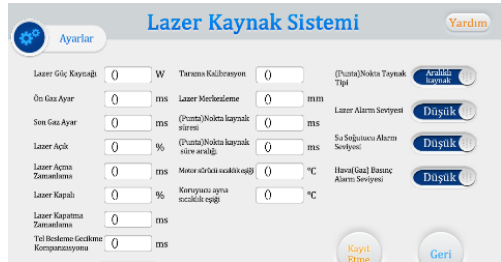 Lazer Kaynak Sistemi
Ayarlar
Yardım
Lazer Güç Kaynağı 0 W
Ön Gaz Ayar 0 ms
Son Gaz Ayar 0 ms
Lazer Açık 0 %
Lazer Açma
Zamanlama 0 ms
Lazer Kapalı 0 %
Lazer Kapatma
Zamanlama 0 ms
Tel Besleme Gecikme
Kompanzasyonu 0 ms
Tarama Kalibrasyon 0
Lazer Merkezleme 0 mm
(Punta)Nokta kaynak
süresi 0 ms
(Punta)Nokta kaynak
süre aralığı. 0 ms
Motor sürücü sıcaklık eşiği 0 °C
Koruyucu ayna
sıcaklık eşiği 0 °C
(Punta)Nokta Taynak
Tipi
Aralıklı
kaynak
Lazer Alarm Seviyesi Düşük
Su Soğutucu Alarm
Seviyesi Düşük
Hava(Gaz) Basınç
Alarm Seviyesi Düşük
Kayıt
Etme
Geri